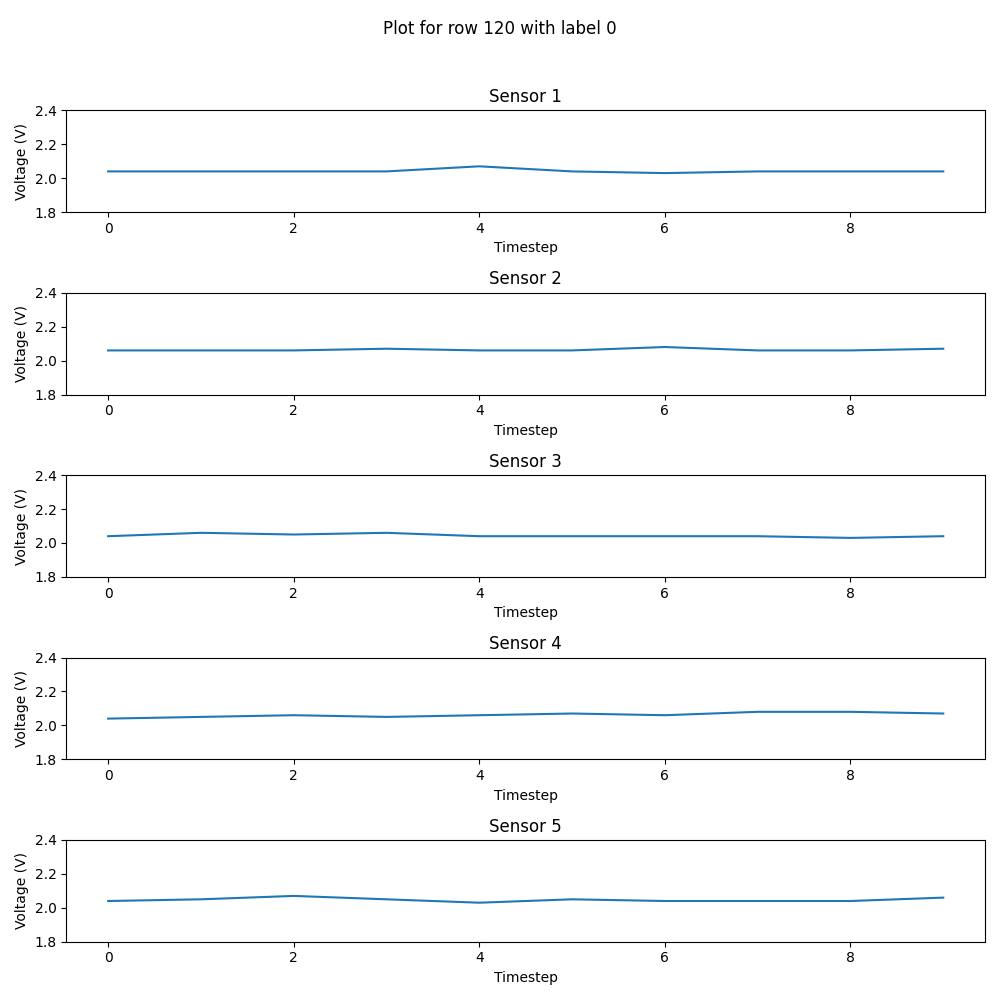 Plot for row 120 with label 0
Sensor 1
2.4
2.2
2.0
1.8
Voltage (V)
0 2 4 6 8
Timestep
Sensor 2
2.4
2.2
2.0
1.8
Voltage (V)
0 2 4 6 8
Timestep
Sensor 3
2.4
2.2
2.0
1.8
Voltage (V)
0 2 4 6 8
Timestep
Sensor 4
2.4
2.2
2.0
1.8
Voltage (V)
0 2 4 6 8
Timestep
Sensor 5
2.4
2.2
2.0
1.8
Voltage (V)
0 2 4 6 8
Timestep